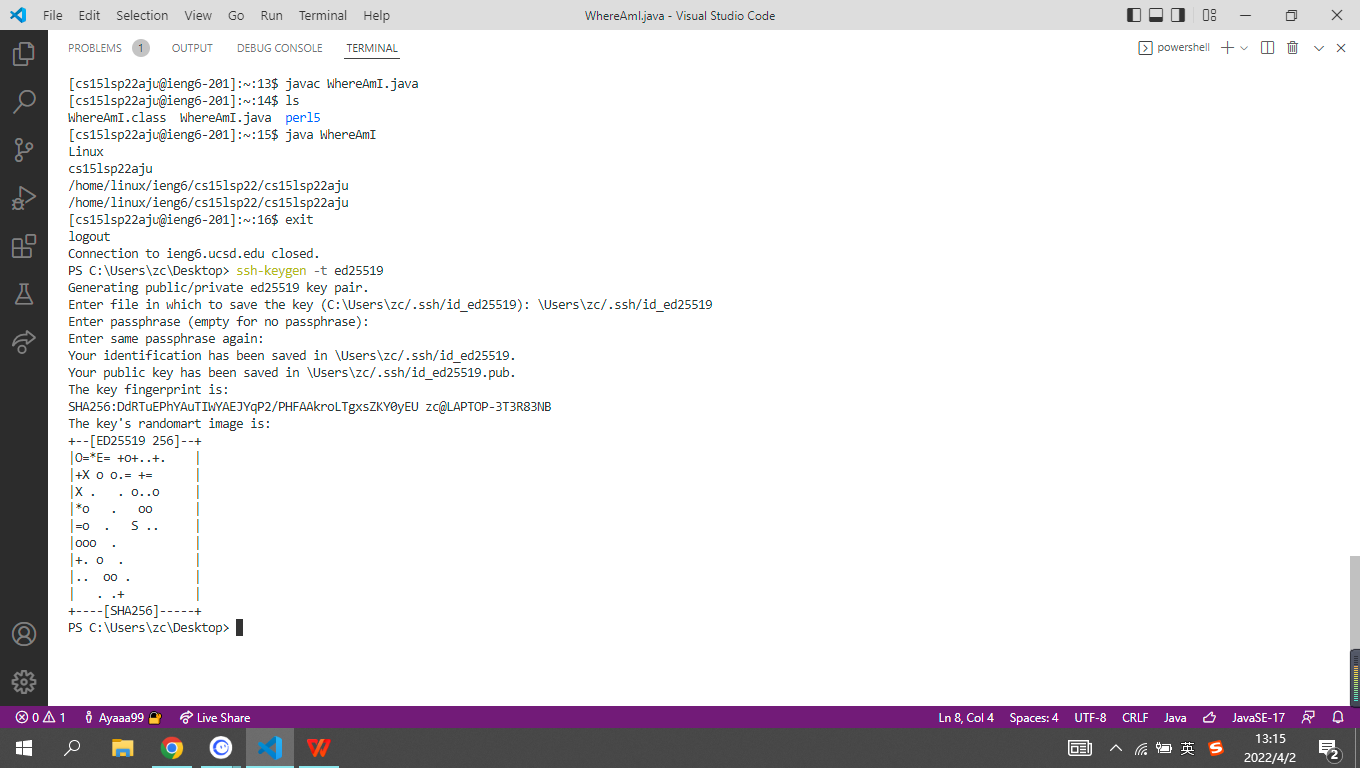 File Edit Selection View Go Run Terminal Help WhereAmI.java - Visual Studio Code
PROBLEMS 1 OUTPUT DEBUG CONSOLE TERMINAL powershell
[cs15lsp22aju@ieng6-201]:~:13$ javac WhereAmI.java
[cs15lsp22aju@ieng6-201]:~:14$ ls
WhereAmI.class  WhereAmI.java  perl5
[cs15lsp22aju@ieng6-201]:~:15$ java WhereAmI
Linux
cs15lsp22aju
/home/linux/ieng6/cs15lsp22/cs15lsp22aju
/home/linux/ieng6/cs15lsp22/cs15lsp22aju
[cs15lsp22aju@ieng6-201]:~:16$ exit
logout
Connection to ieng6.ucsd.edu closed.
PS C:\Users\zc\Desktop> ssh-keygen -t ed25519
Generating public/private ed25519 key pair.
Enter file in which to save the key (C:\Users\zc/.ssh/id_ed25519): \Users\zc/.ssh/id_ed25519
Enter passphrase (empty for no passphrase):
Enter same passphrase again:
Your identification has been saved in \Users\zc/.ssh/id_ed25519.
Your public key has been saved in \Users\zc/.ssh/id_ed25519.pub.
The key fingerprint is:
SHA256:DdRTuEPhYAuTIWYAEJYqP2/PHFAAkroLTgxsZKY0yEU zc@LAPTOP-3T3R83NB
The key's randomart image is:
+--[ED25519 256]--+
|O=*E= +o+..+.    |
|+X o o.= +=      |
|X .   . o..o     |
|*o   .   oo      |
|=o  .   S ..     |
|ooo  .           |
|+. o  .          |
|..  oo .         |
|   . .+          |
+----[SHA256]-----+
PS C:\Users\zc\Desktop>
0 1 Ayaaa99 Live Share Ln 8, Col 4 Spaces: 4 UTF-8 CRLF Java JavaSE-17
英 13:15
2022/4/2 2